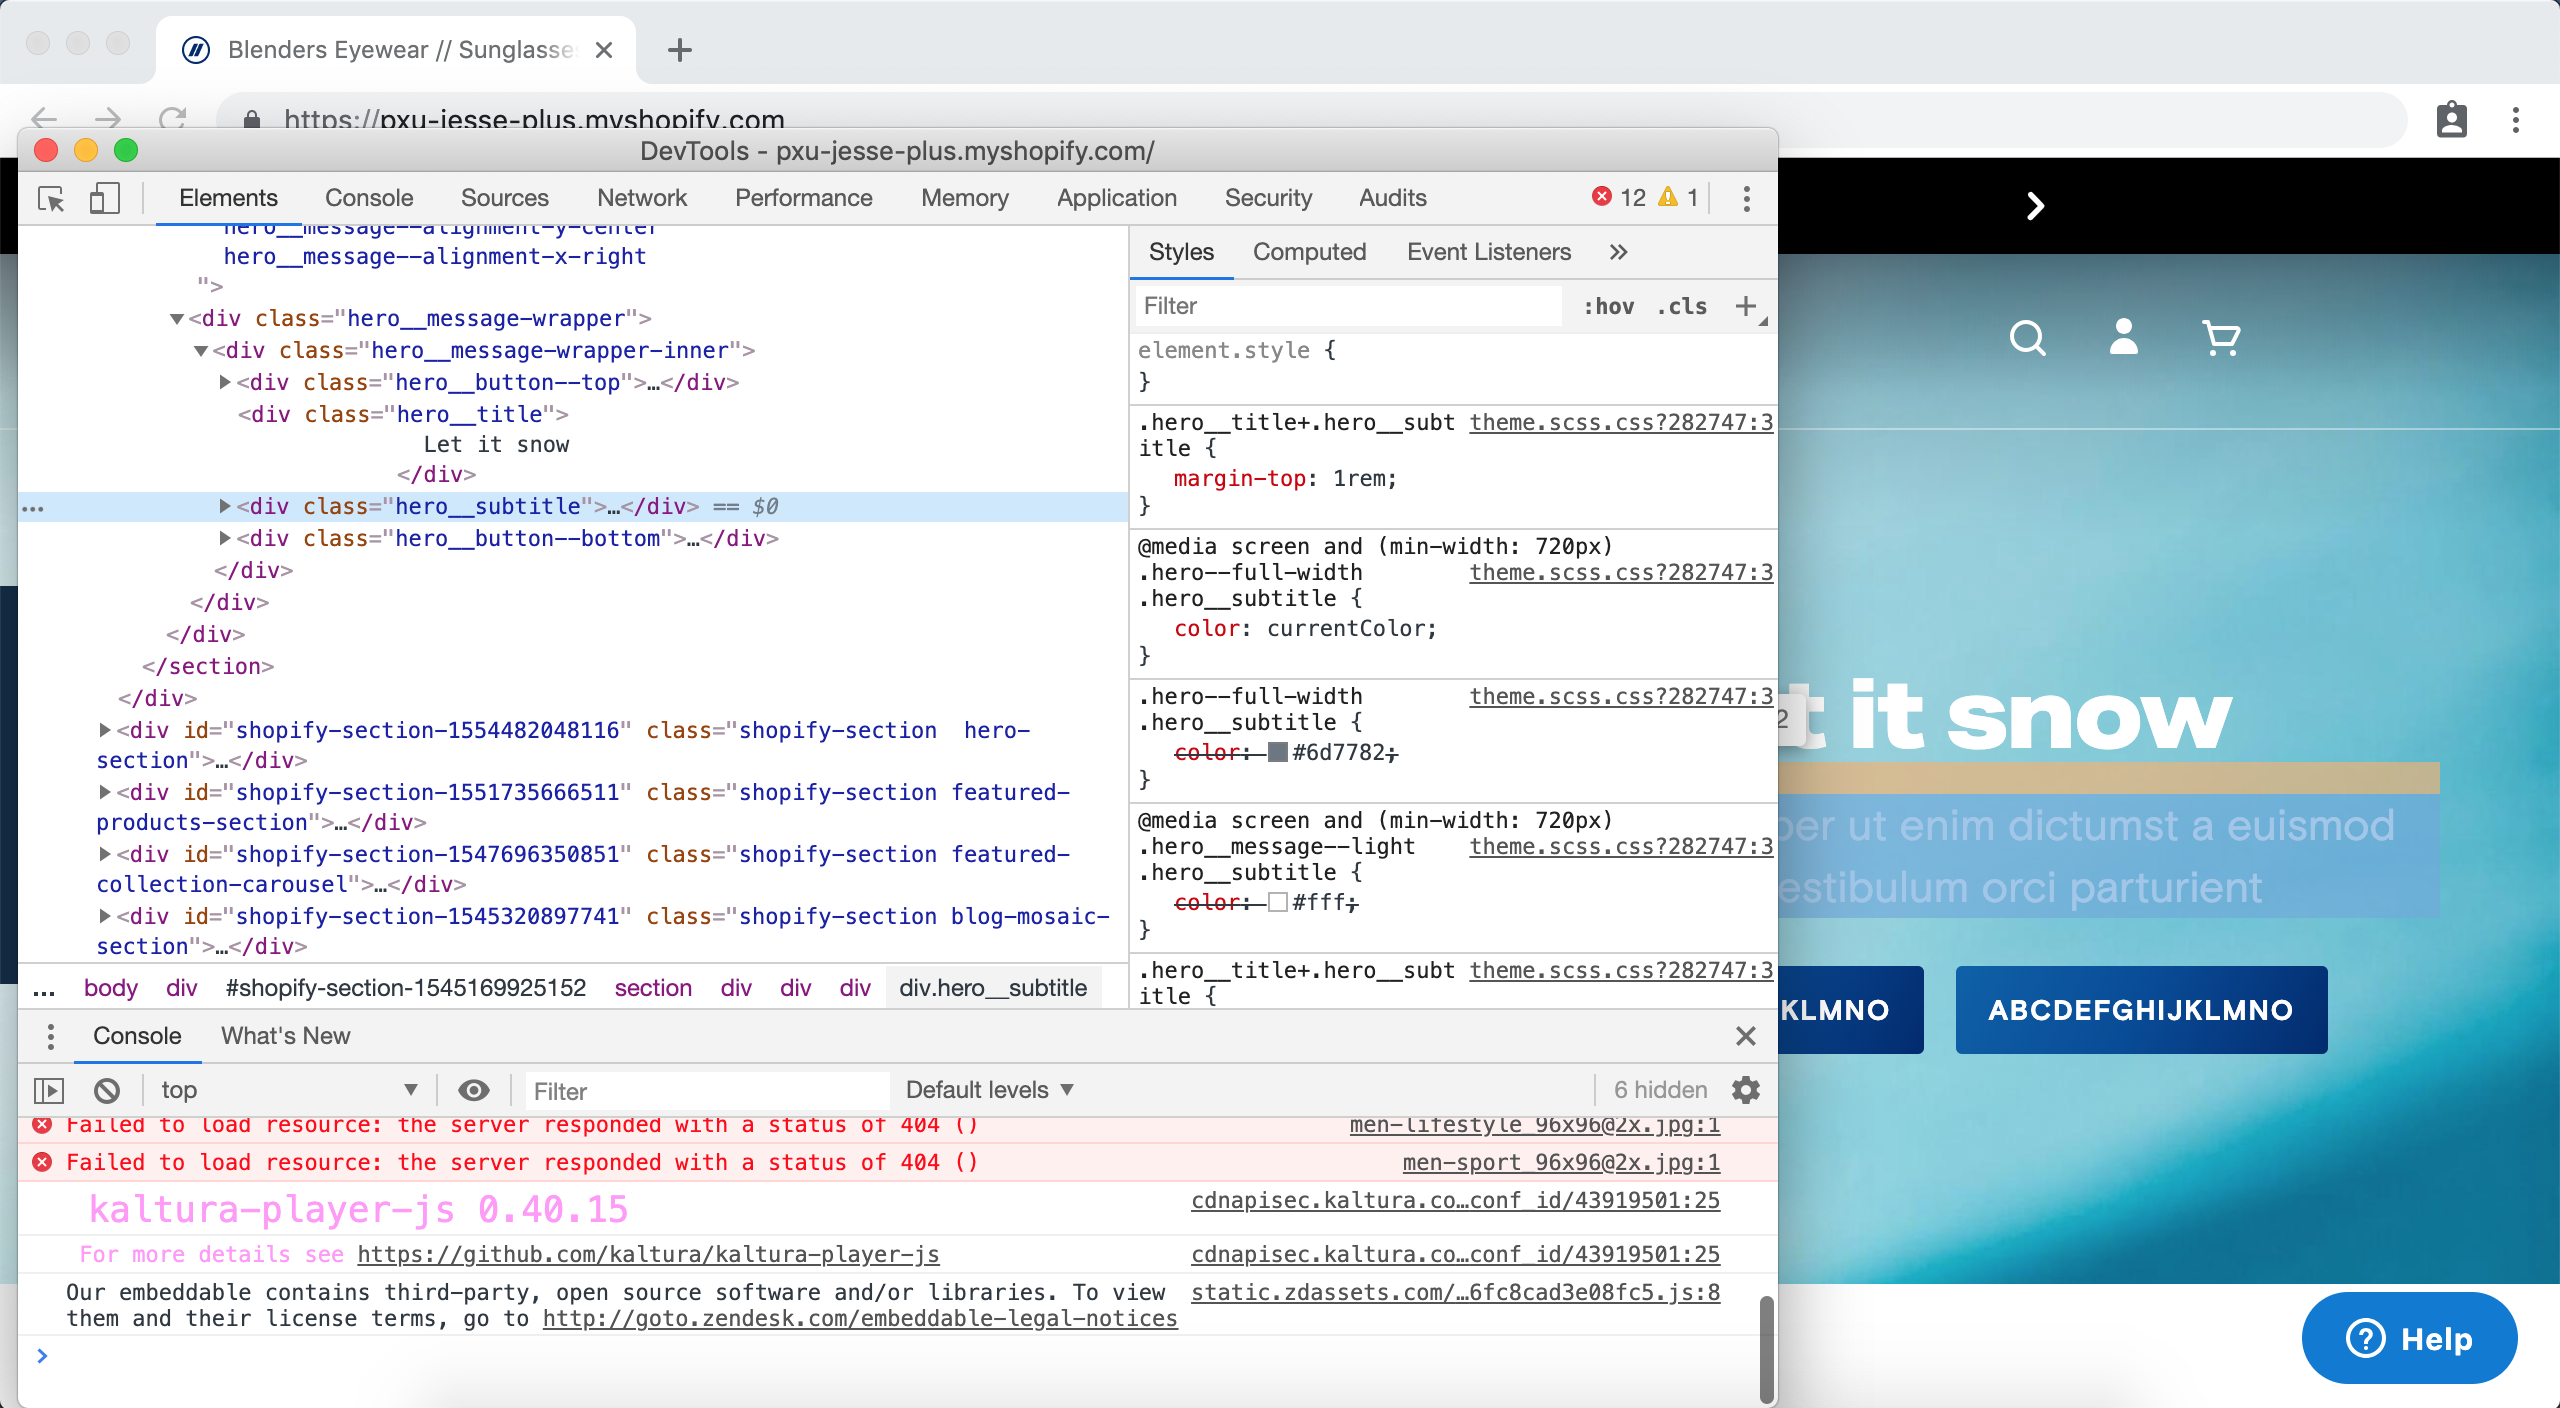 Blenders Eyewear // Sunglasses
https://pxu-jesse-plus.myshopify.com
DevTools - pxu-jesse-plus.myshopify.com/
Elements Console Sources Network Performance Memory Application Security Audits 12 1
hero__message--alignment-y-center
hero__message--alignment-x-right
">
<div class="hero__message-wrapper">
<div class="hero__message-wrapper-inner">
<div class="hero__button--top">…</div>
<div class="hero__title">
Let it snow
</div>
<div class="hero__subtitle">…</div> == $0
<div class="hero__button--bottom">…</div>
</div>
</div>
</div>
</section>
</div>
<div id="shopify-section-1554482048116" class="shopify-section  hero-
section">…</div>
<div id="shopify-section-1551735666511" class="shopify-section featured-
products-section">…</div>
<div id="shopify-section-1547696350851" class="shopify-section featured-
collection-carousel">…</div>
<div id="shopify-section-1545320897741" class="shopify-section blog-mosaic-
section">…</div>
... body div #shopify-section-1545169925152 section div div div div.hero__subtitle
Styles Computed Event Listeners »
Filter :hov .cls +
element.style {
}
.hero__title+.hero__subt theme.scss.css?282747:3
itle {
margin-top: 1rem;
}
@media screen and (min-width: 720px)
.hero--full-width theme.scss.css?282747:3
.hero__subtitle {
color: currentColor;
}
.hero--full-width theme.scss.css?282747:3
.hero__subtitle {
color: #6d7782;
}
@media screen and (min-width: 720px)
.hero__message--light theme.scss.css?282747:3
.hero__subtitle {
color: #fff;
}
.hero__title+.hero__subt theme.scss.css?282747:3
itle {
Console What's New
top Filter Default levels 6 hidden
Failed to load resource: the server responded with a status of 404 () men-lifestyle_96x96@2x.jpg:1
Failed to load resource: the server responded with a status of 404 () men-sport_96x96@2x.jpg:1
kaltura-player-js 0.40.15 cdnapisec.kaltura.co…conf_id/43919501:25
For more details see https://github.com/kaltura/kaltura-player-js cdnapisec.kaltura.co…conf_id/43919501:25
Our embeddable contains third-party, open source software and/or libraries. To view static.zdassets.com/…6fc8cad3e08fc5.js:8
them and their license terms, go to http://goto.zendesk.com/embeddable-legal-notices
2
t it snow
per ut enim dictumst a euismod
estibulum orci parturient
KLMNO ABCDEFGHIJKLMNO
Help